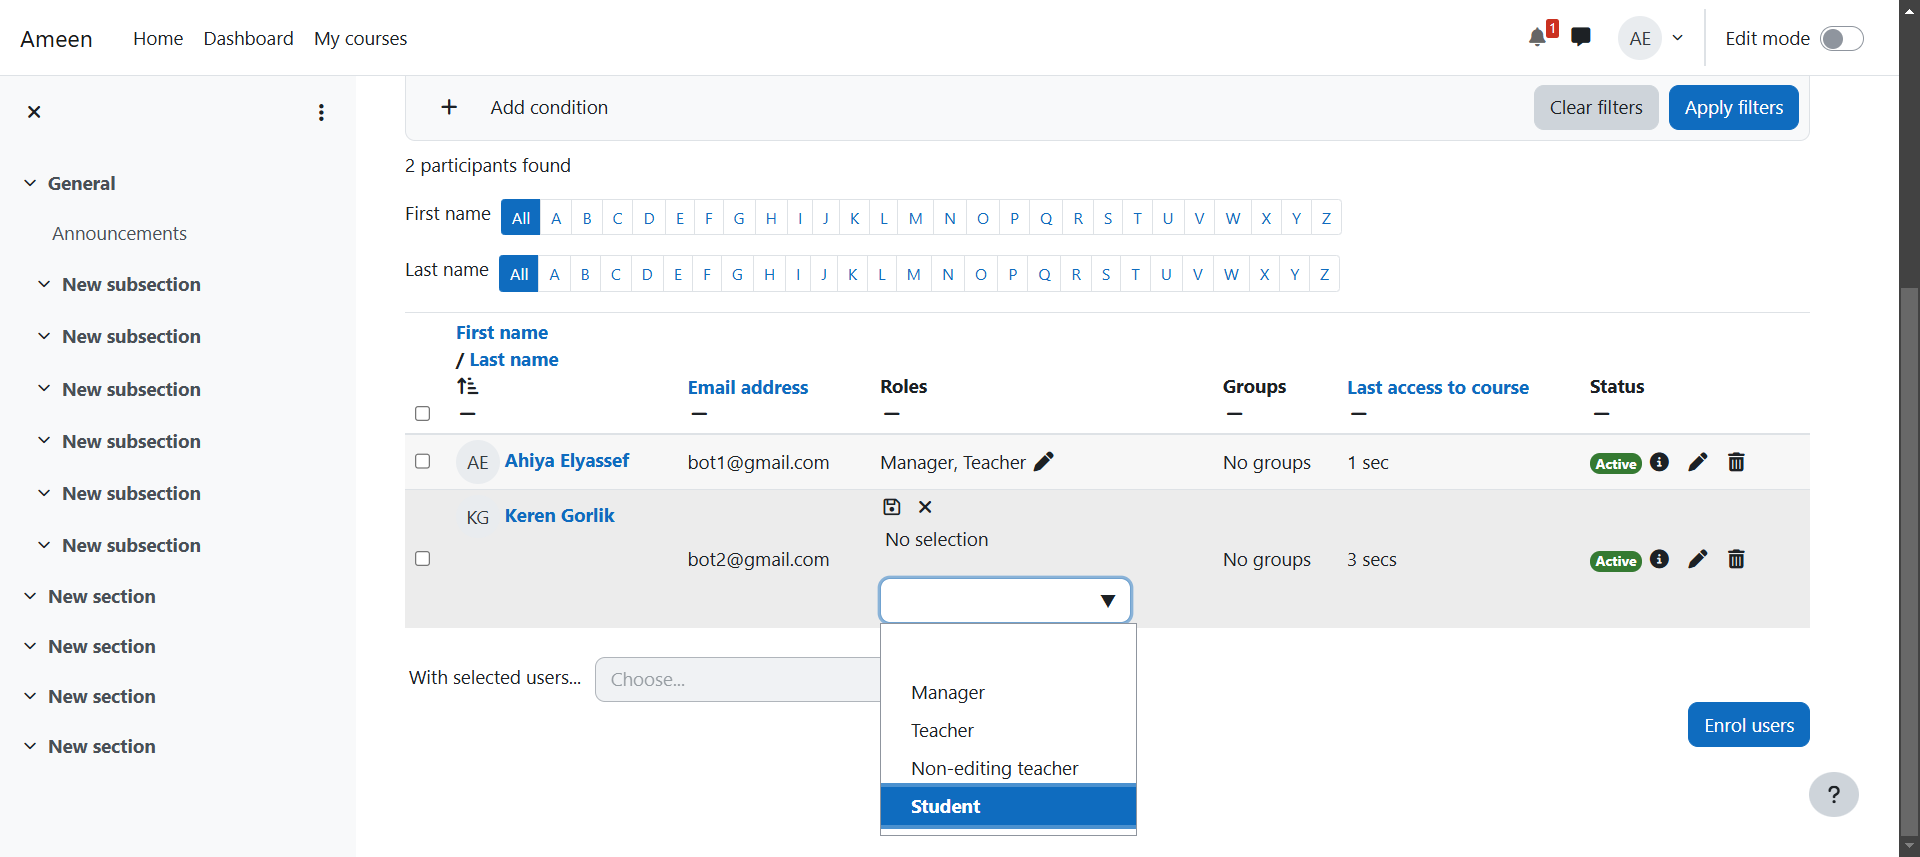 Ameen Home Dashboard My courses 1 AE Edit mode
General
Announcements
New subsection
New subsection
New subsection
New subsection
New subsection
New subsection
New section
New section
New section
New section
Add condition Clear filters Apply filters
2 participants found
First name All A B C D E F G H I J K L M N O P Q R S T U V W X Y Z
Last name All A B C D E F G H I J K L M N O P Q R S T U V W X Y Z
First name
/ Last name
Email address Roles Groups Last access to course Status
AE Ahiya Elyassef bot1@gmail.com Manager, Teacher No groups 1 sec Active
KG Keren Gorlik
No selection
bot2@gmail.com No groups 3 secs Active
With selected users... Choose...
Manager
Teacher
Non-editing teacher
Student
Enrol users
?